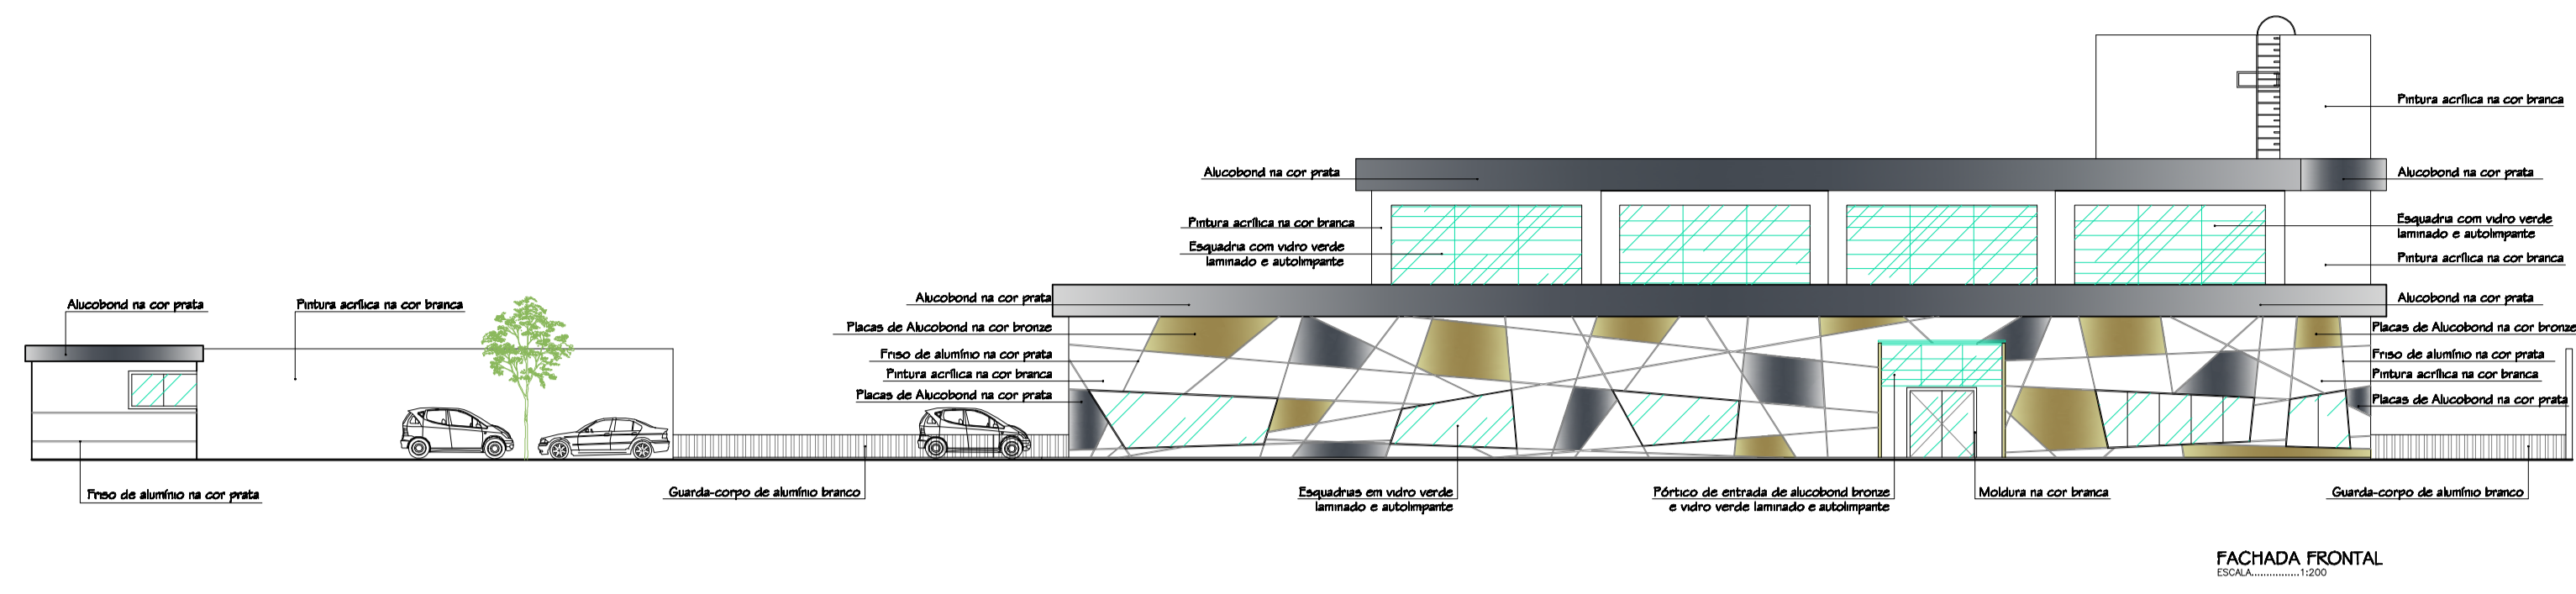 Pintura acrílica na cor branca
Alucobond na cor prata
Alucobond na cor prata
Pintura acrílica na cor branca
Esquadria com vidro verde
laminado e autolimpante
Esquadria com vidro verde
laminado e autolimpante
Pintura acrílica na cor branca
Alucobond na cor prata
Pintura acrílica na cor branca
Alucobond na cor prata
Alucobond na cor prata
Placas de Alucobond na cor bronze
Placas de Alucobond na cor bronze
Friso de alumínio na cor prata
Friso de alumínio na cor prata
Pintura acrílica na cor branca
Pintura acrílica na cor branca
Placas de Alucobond na cor prata
Placas de Alucobond na cor prata
Friso de alumínio na cor prata
Guarda-corpo de alumínio branco
Esquadrias em vidro verde
laminado e autolimpante
Pórtico de entrada de alucobond bronze
e vidro verde laminado e autolimpante
Moldura na cor branca
Guarda-corpo de alumínio branco
FACHADA FRONTAL
ESCALA................1:200